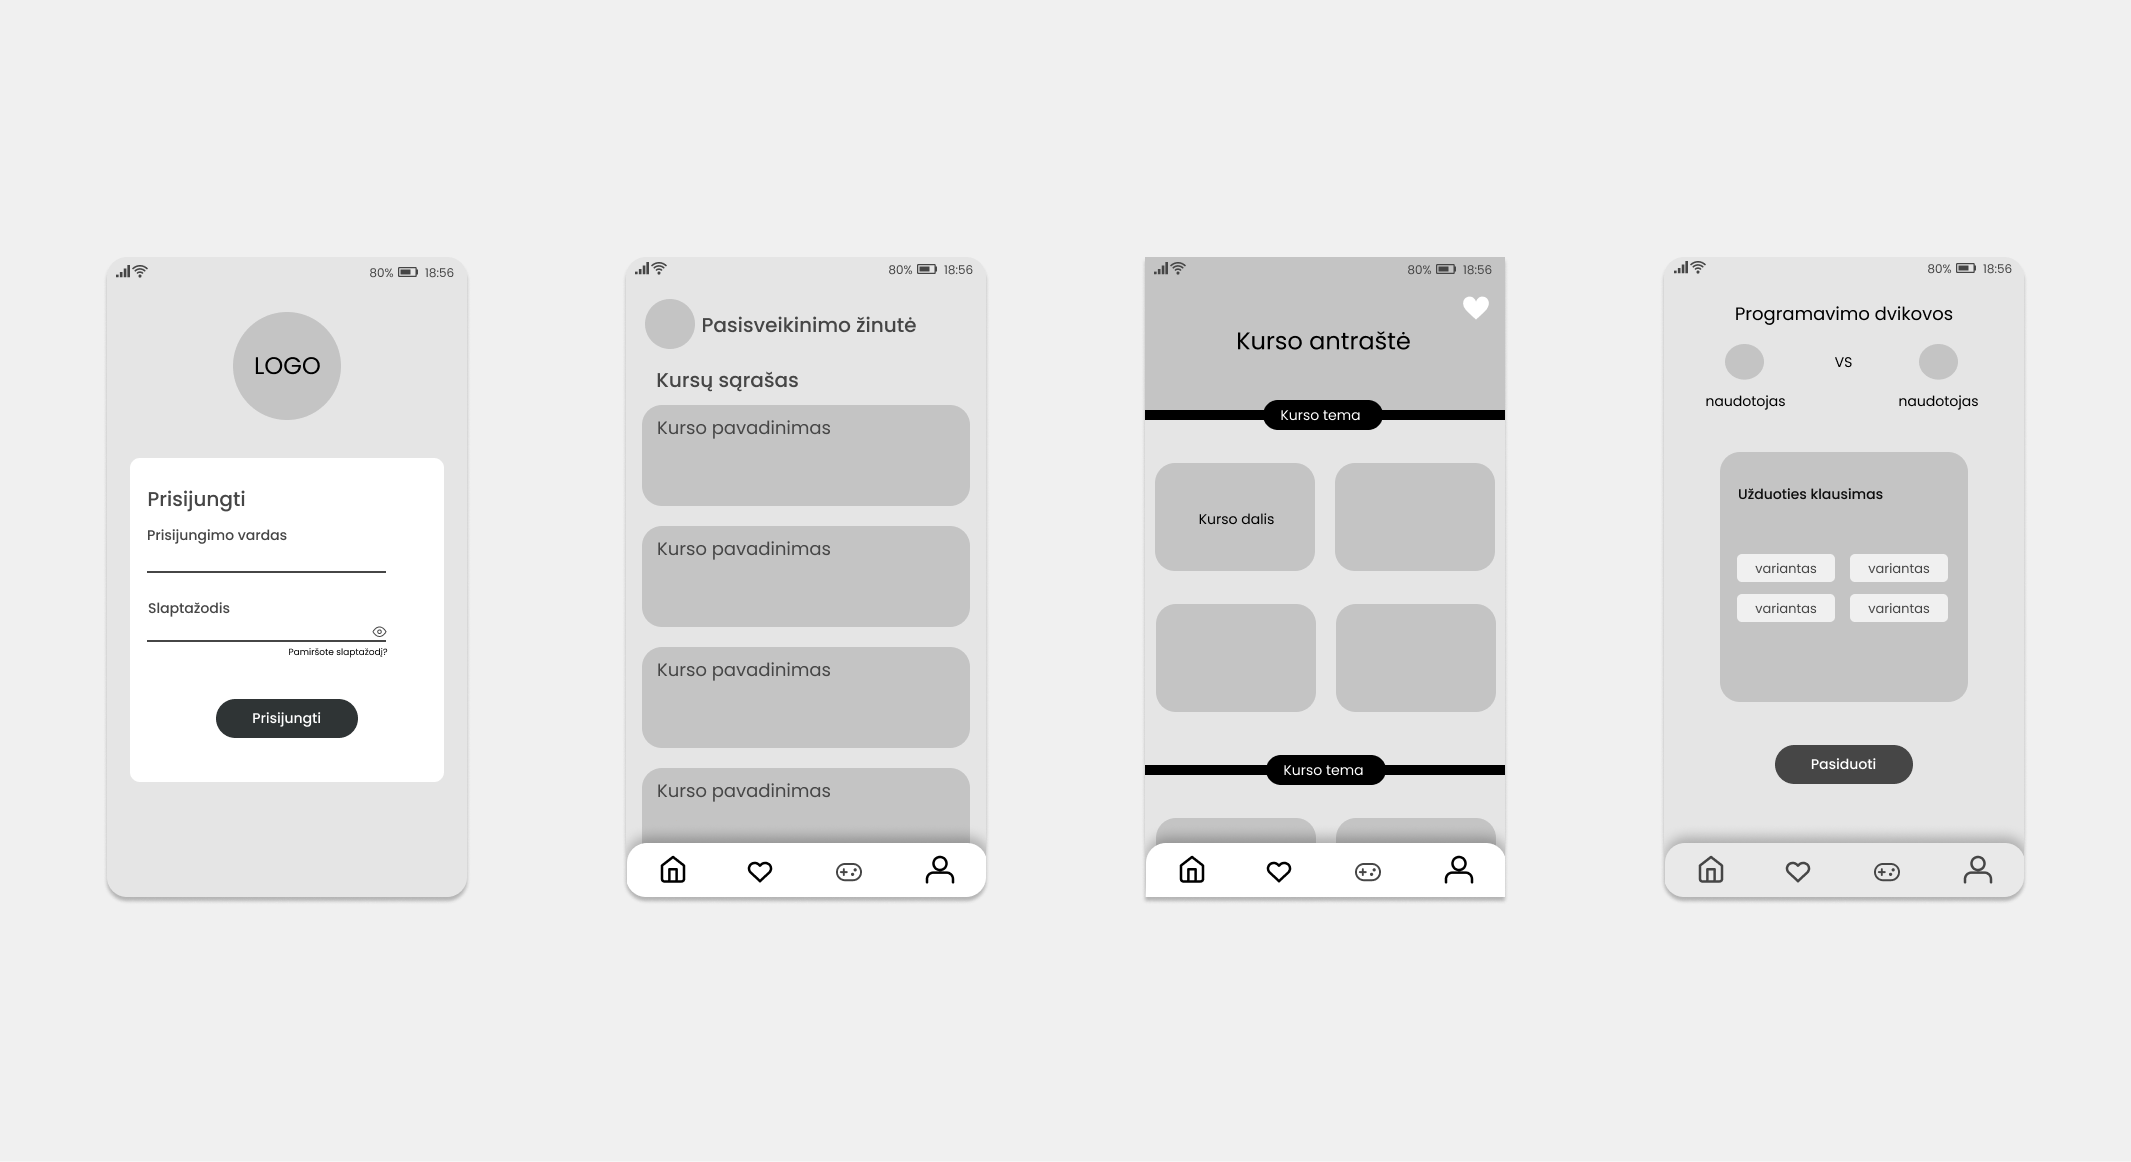 80% 18:56
LOGO
Prisijungti
Prisijungimo vardas
Slaptažodis
Pamiršote slaptažodį?
Prisijungti
80% 18:56
Pasisveikinimo žinutė
Kursų sąrašas
Kurso pavadinimas
Kurso pavadinimas
Kurso pavadinimas
Kurso pavadinimas
80% 18:56
Kurso antraštė
Kurso tema
Kurso dalis
Kurso tema
80% 18:56
Programavimo dvikovos
VS
naudotojas naudotojas
Užduoties klausimas
variantas variantas
variantas variantas
Pasiduoti